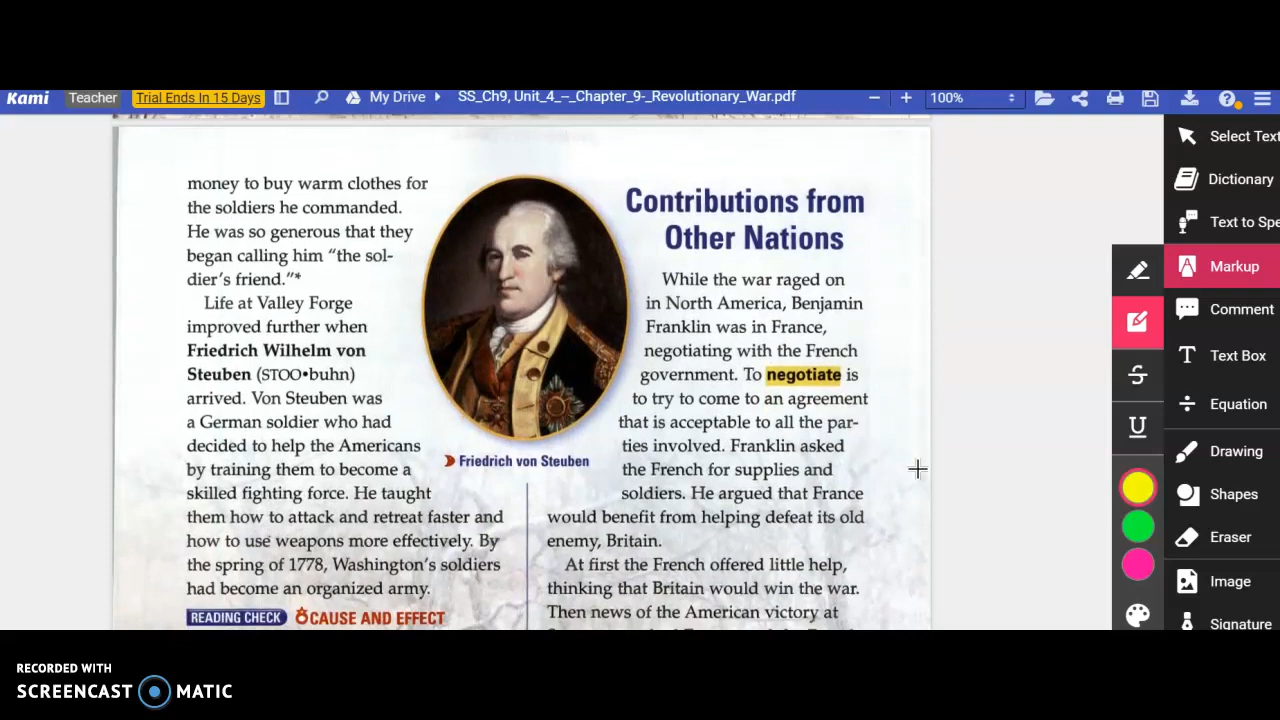 Kami
Teacher
Trial Ends In 15 Days
My Drive
SS_Ch9, Unit_4_--_Chapter_9-_Revolutionary_War.pdf
100%
money to buy warm clothes for
the soldiers he commanded.
He was so generous that they
began calling him “the sol-
dier’s friend.”*
Life at Valley Forge
improved further when
Friedrich Wilhelm von
Steuben (STOO•buhn)
arrived. Von Steuben was
a German soldier who had
decided to help the Americans
by training them to become a
skilled fighting force. He taught
them how to attack and retreat faster and
how to use weapons more effectively. By
the spring of 1778, Washington’s soldiers
had become an organized army.
READING CHECK CAUSE AND EFFECT
Friedrich von Steuben
Contributions from
Other Nations
While the war raged on
in North America, Benjamin
Franklin was in France,
negotiating with the French
government. To negotiate is
to try to come to an agreement
that is acceptable to all the par-
ties involved. Franklin asked
the French for supplies and
soldiers. He argued that France
would benefit from helping defeat its old
enemy, Britain.
At first the French offered little help,
thinking that Britain would win the war.
Then news of the American victory at
Select Text
Dictionary
Text to Spe
Markup
Comment
Text Box
Equation
Drawing
Shapes
Eraser
Image
Signature
RECORDED WITH
SCREENCAST MATIC